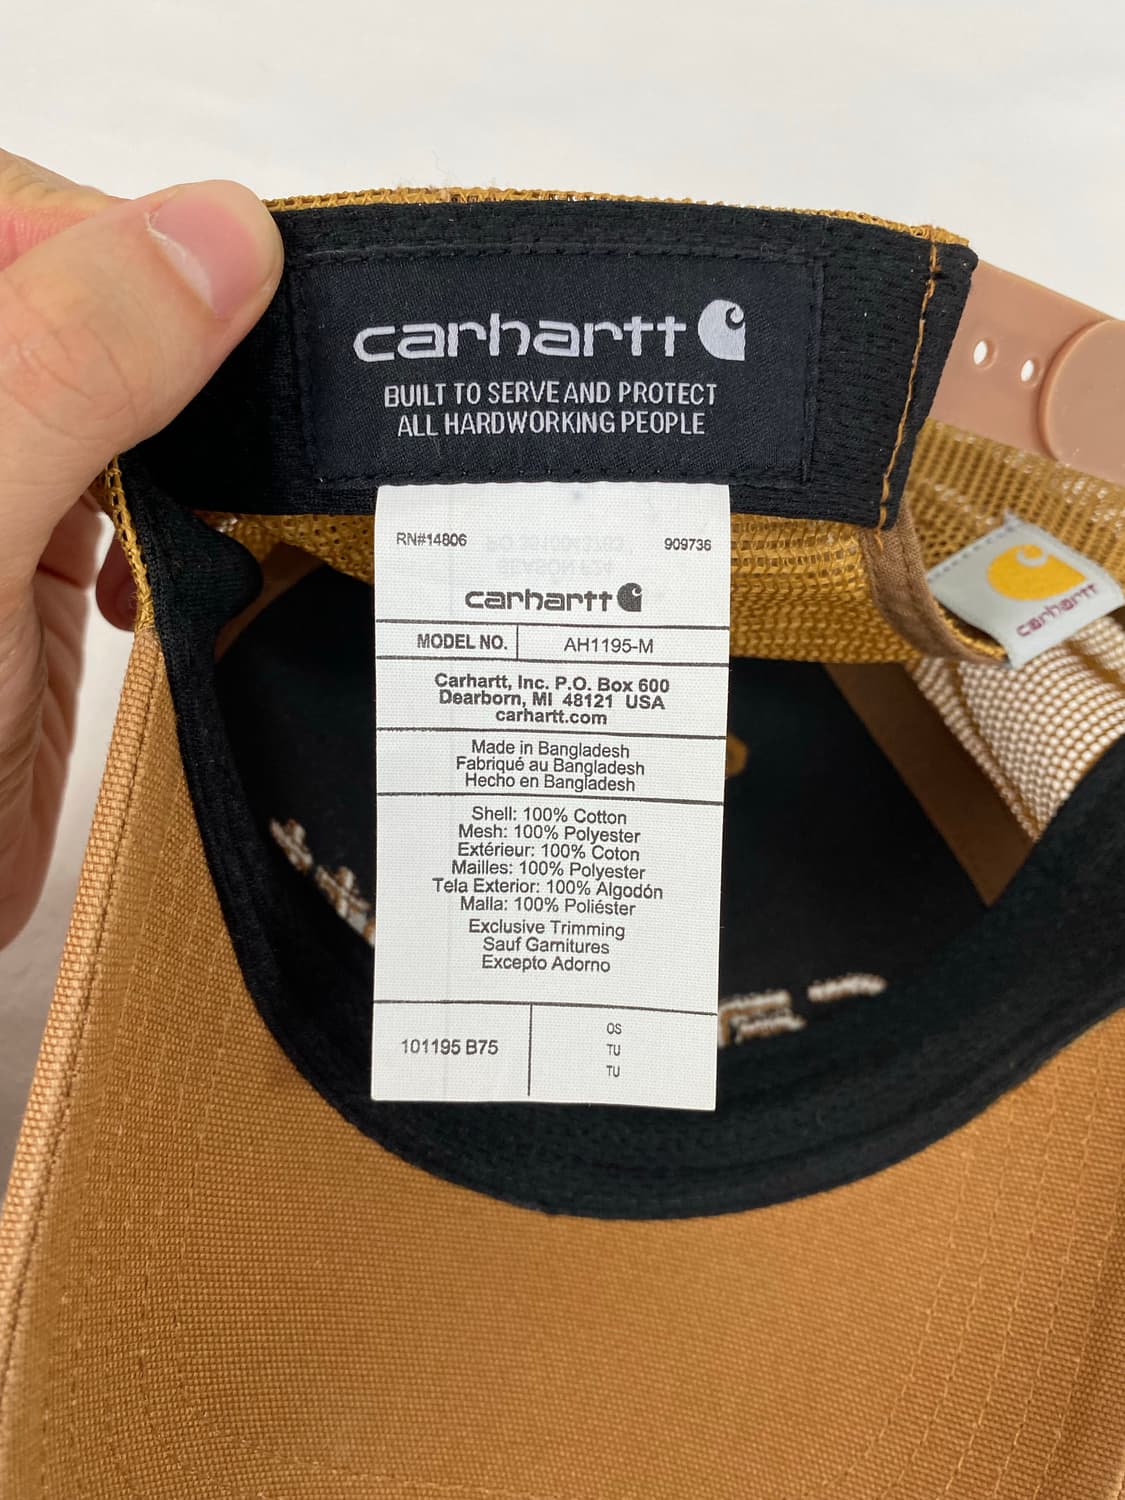 carhartt
BUILT TO SERVE AND PROTECT
ALL HARDWORKING PEOPLE
RN#14806
909736
SEASON F24
carhartt
MODEL NO.
AH1195-M
Carhartt, Inc. P.O. Box 600
Dearborn, MI 48121 USA
carhartt.com
Made in Bangladesh
Fabriqué au Bangladesh
Hecho en Bangladesh
Shell: 100% Cotton
Mesh: 100% Polyester
Extérieur: 100% Coton
Mailles: 100% Polyester
Tela Exterior: 100% Algodón
Malla: 100% Poliéster
Exclusive Trimming
Sauf Garnitures
Excepto Adorno
101195 B75
OS
TU
TU
carhartt